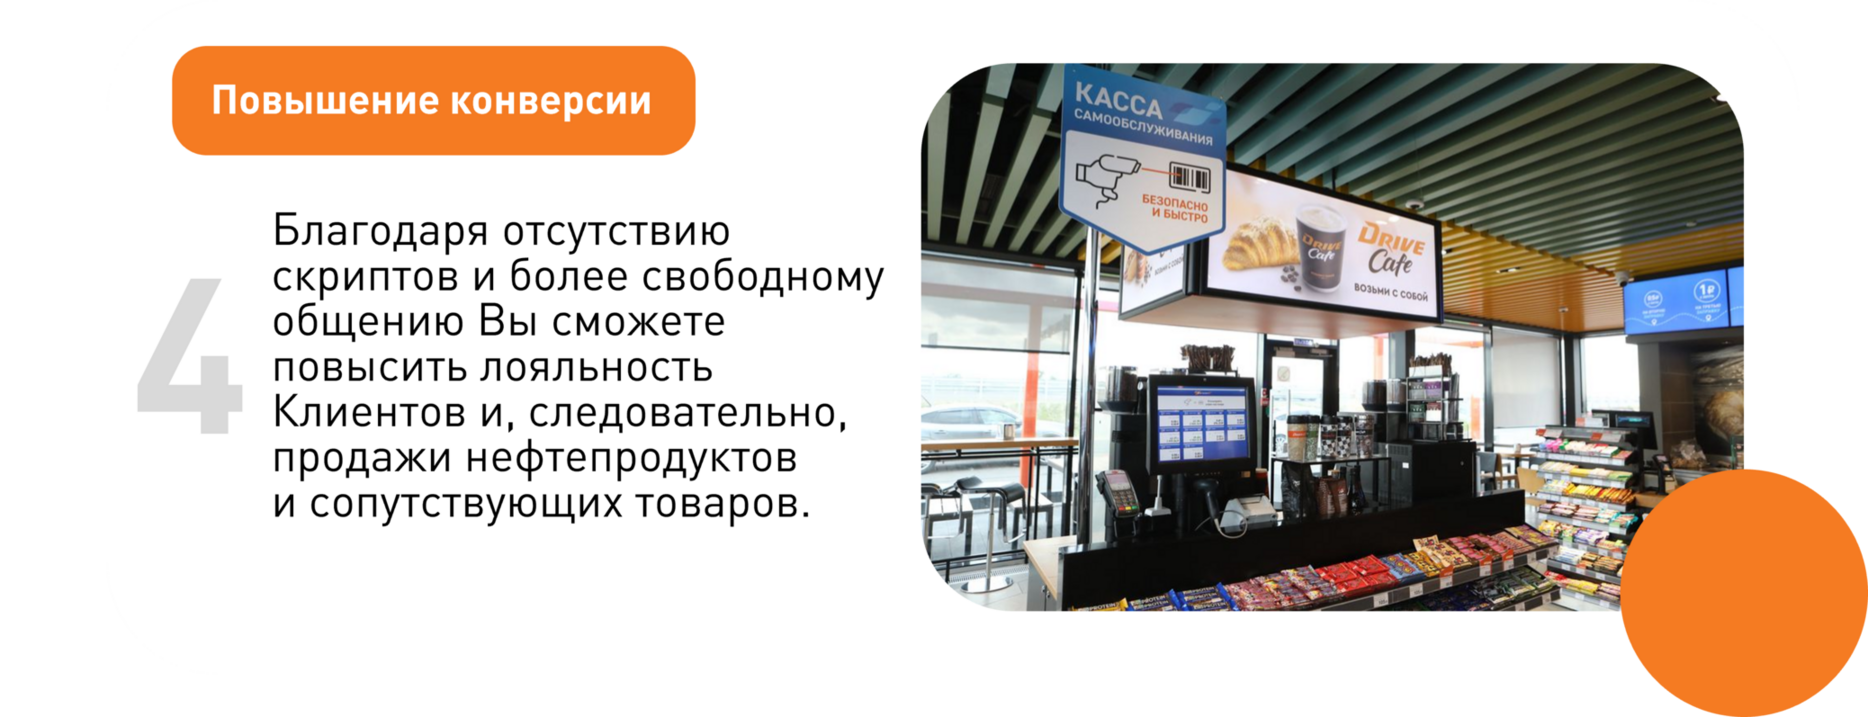 Повышение конверсии
4
Благодаря отсутствию
скриптов и более свободному
общению Вы сможете
повысить лояльность
Клиентов и, следовательно,
продажи нефтепродуктов
и сопутствующих товаров.
КАССА
САМООБСЛУЖИВАНИЯ
БЕЗОПАСНО
И БЫСТРО
DRIVE
Cafe
DRIVE
Cafe
ВОЗЬМИ С СОБОЙ
1₽